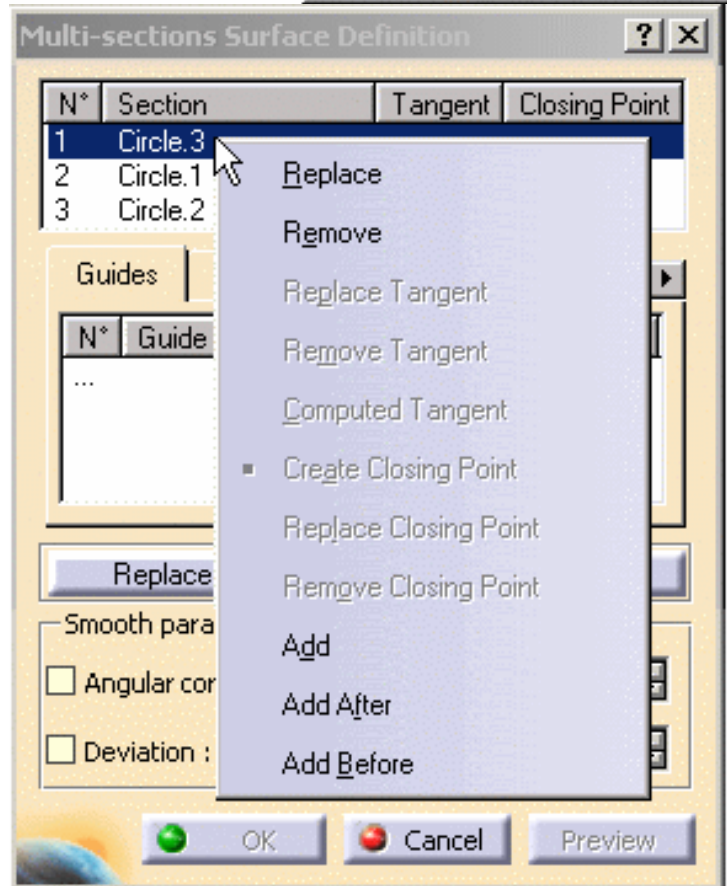 Multi-sections Surface Definition ? ×
N° Section Tangent Closing Point
1 Circle.3
2 Circle.1
3 Circle.2
Replace
Remove
Replace Tangent
Remove Tangent
Computed Tangent
Create Closing Point
Replace Closing Point
Remove Closing Point
Add
Add After
Add Before
Guides
N° Guide
...
Replace
Smooth para
Angular cor
Deviation :
OK Cancel Preview